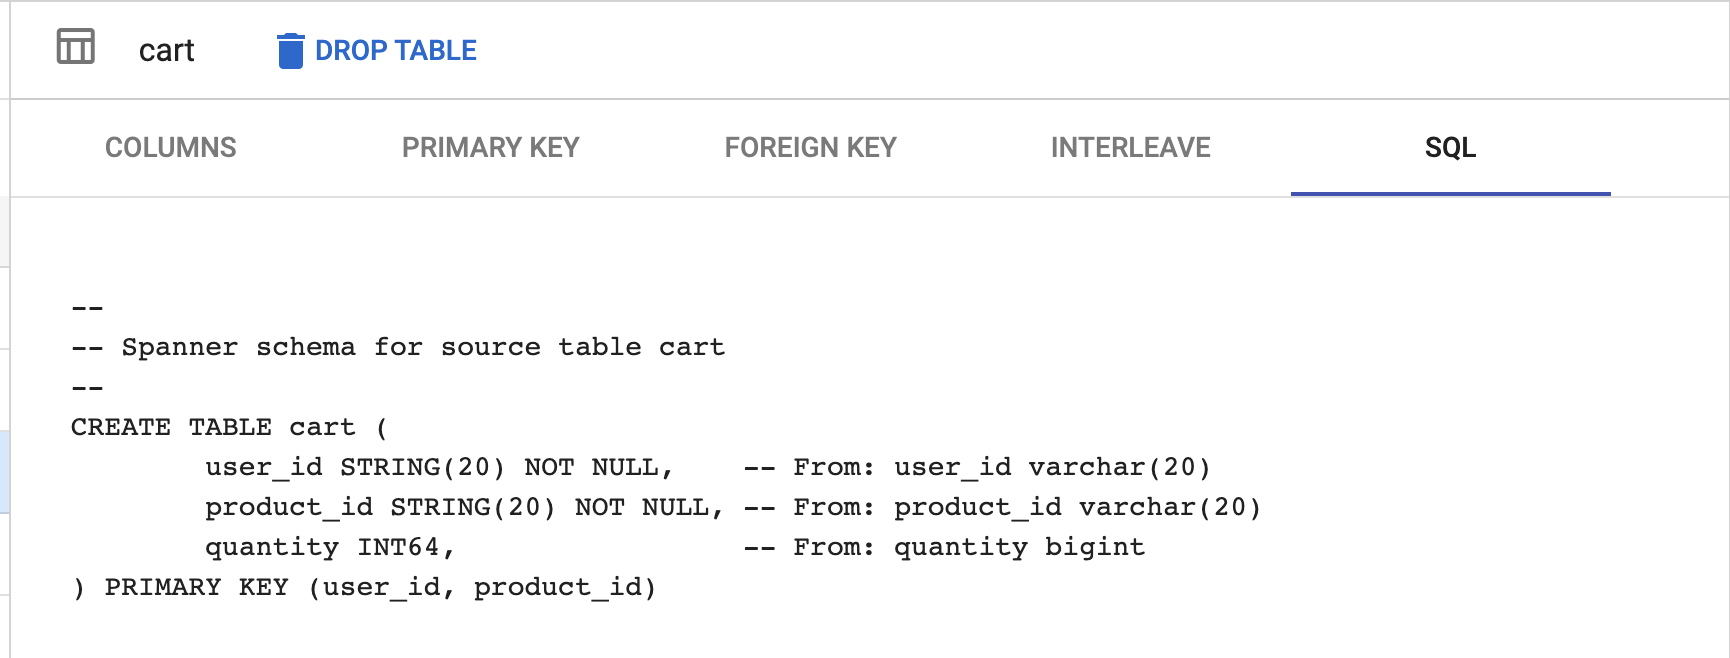 cart DROP TABLE
COLUMNS PRIMARY KEY FOREIGN KEY INTERLEAVE SQL
--
-- Spanner schema for source table cart
--
CREATE TABLE cart (
        user_id STRING(20) NOT NULL,    -- From: user_id varchar(20)
        product_id STRING(20) NOT NULL, -- From: product_id varchar(20)
        quantity INT64,                 -- From: quantity bigint
) PRIMARY KEY (user_id, product_id)